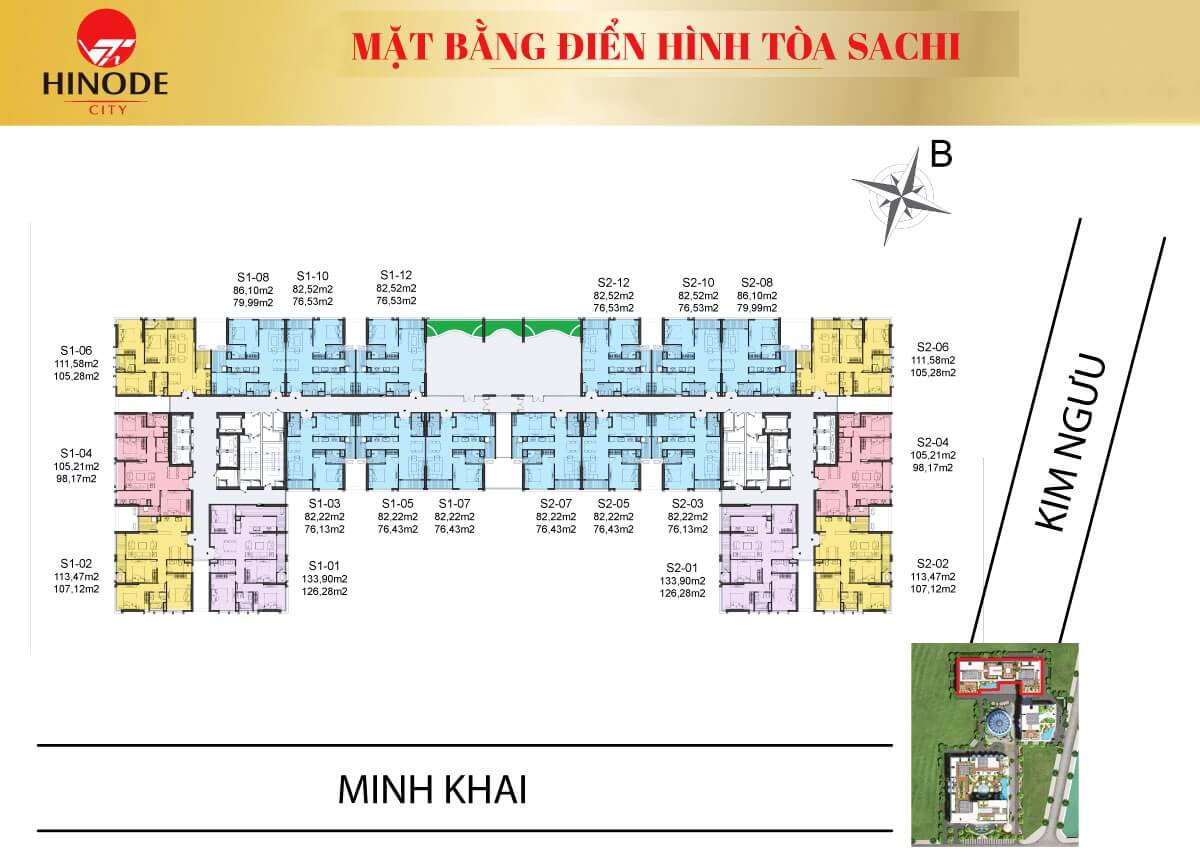 HINODE
CITY
MẶT BẰNG ĐIỂN HÌNH TÒA SACHI
B
S1-08
86,10m2
79,99m2
S1-10
82,52m2
76,53m2
S1-12
82,52m2
76,53m2
S2-12
82,52m2
76,53m2
S2-10
82,52m2
76,53m2
S2-08
86,10m2
79,99m2
S1-06
111,58m2
105,28m2
S2-06
111,58m2
105,28m2
S1-04
105,21m2
98,17m2
S2-04
105,21m2
98,17m2
S1-03
82,22m2
76,13m2
S1-05
82,22m2
76,43m2
S1-07
82,22m2
76,43m2
S2-07
82,22m2
76,43m2
S2-05
82,22m2
76,43m2
S2-03
82,22m2
76,13m2
S1-02
113,47m2
107,12m2
S1-01
133,90m2
126,28m2
S2-01
133,90m2
126,28m2
S2-02
113,47m2
107,12m2
KIM NGƯU
MINH KHAI